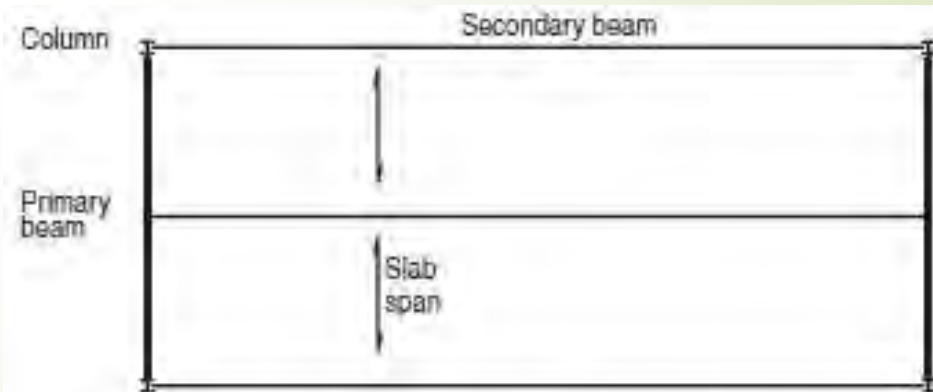 Secondary beam
Column
Primary
beam
Slab
span